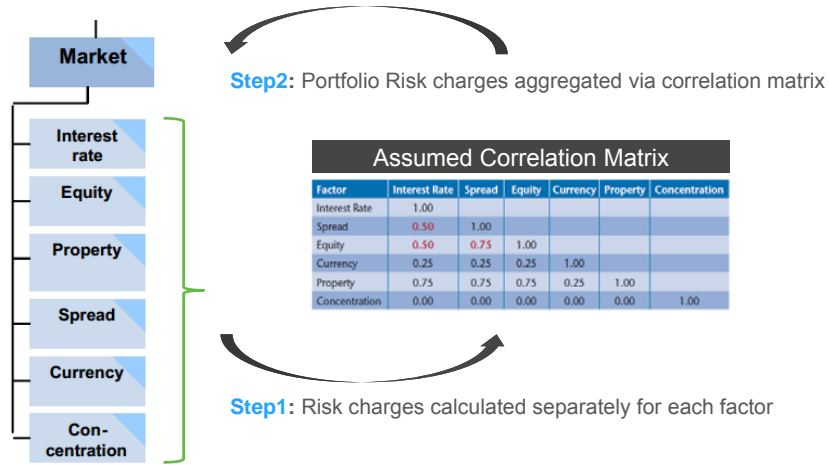 Market
Step2: Portfolio Risk charges aggregated via correlation matrix
Interest
rate
Equity
Property
Spread
Currency
Con-
centration
Assumed Correlation Matrix
Factor Interest Rate Spread Equity Currency Property Concentration
Interest Rate 1.00
Spread 0.50 1.00
Equity 0.50 0.75 1.00
Currency 0.25 0.25 0.25 1.00
Property 0.75 0.75 0.75 0.25 1.00
Concentration 0.00 0.00 0.00 0.00 0.00 1.00
Step1: Risk charges calculated separately for each factor